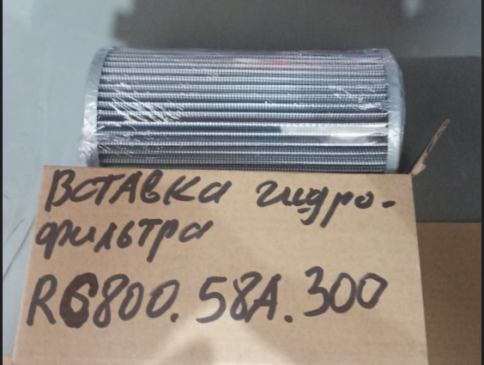 Вставка гидро-
фильтра
R6800.58A.300